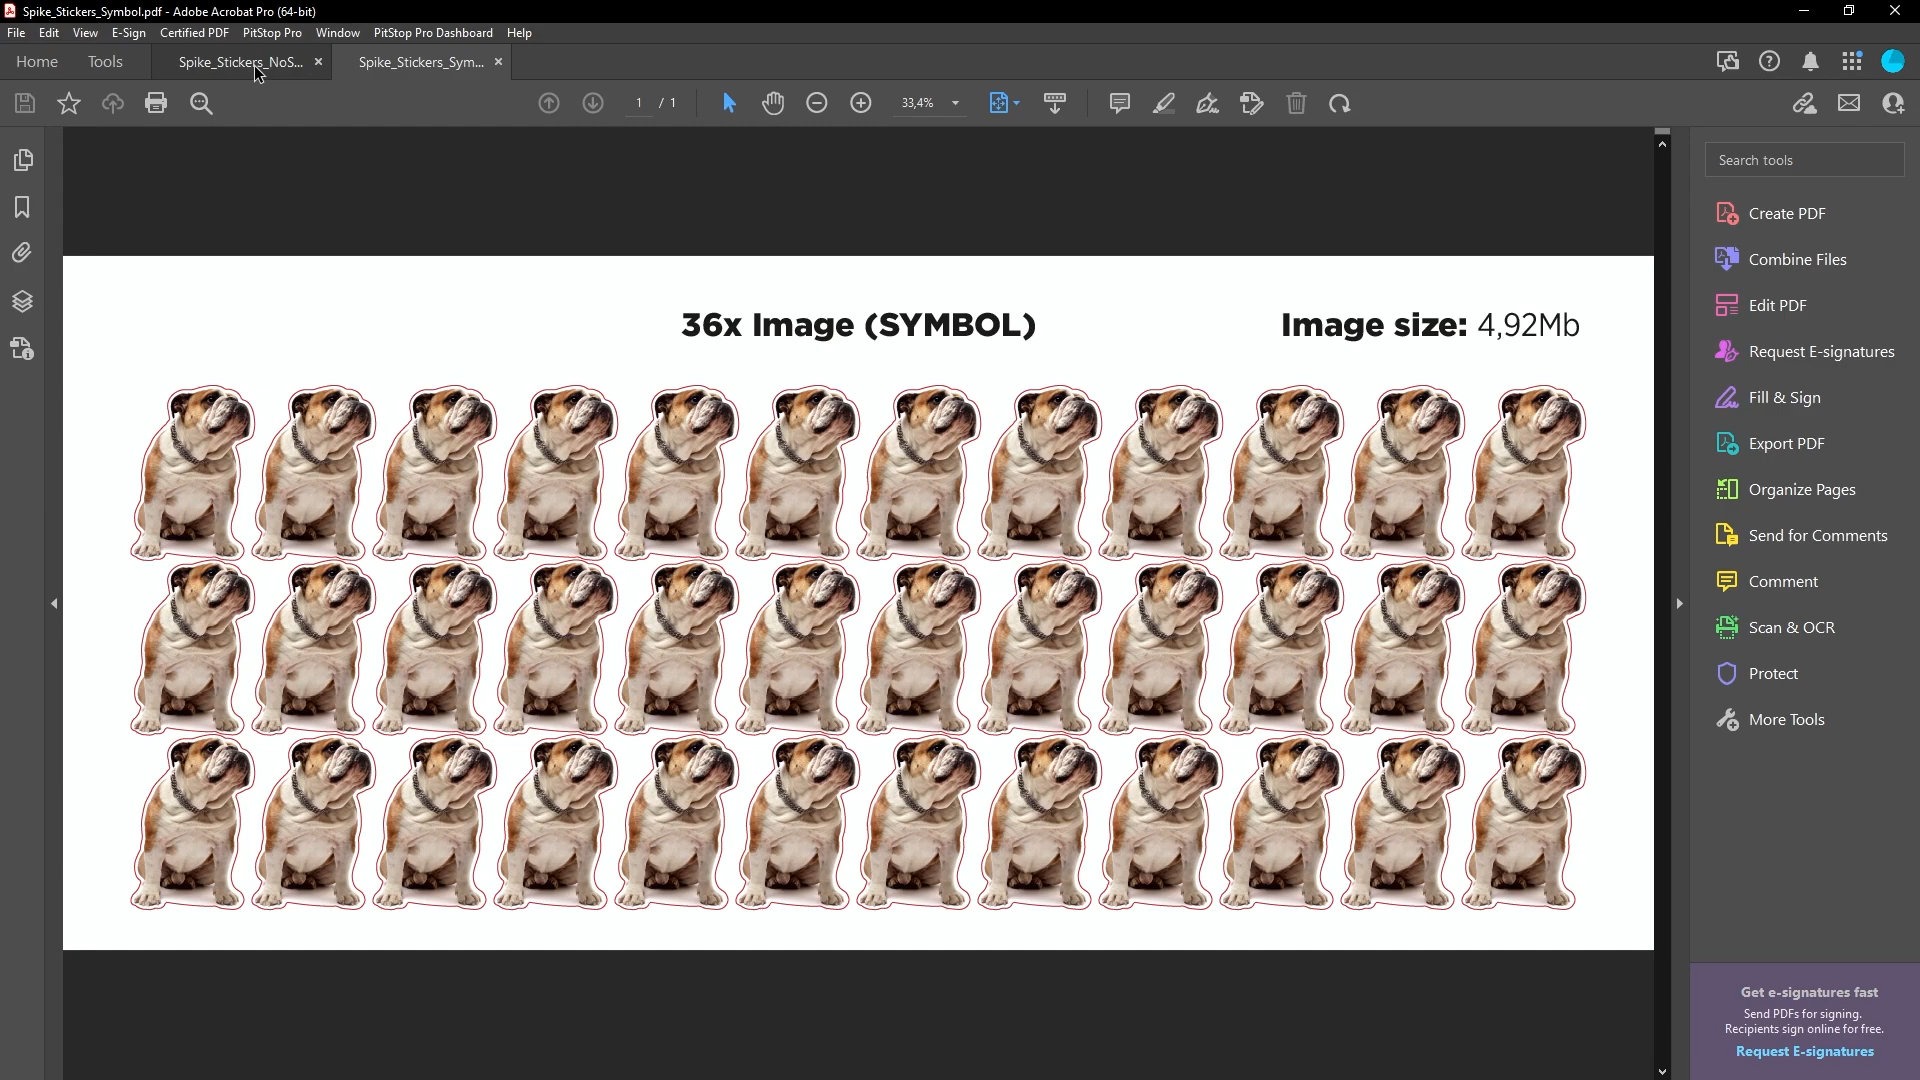 Spike_Stickers_Symbol.pdf - Adobe Acrobat Pro (64-bit)
File Edit View E-Sign Certified PDF PitStop Pro Window PitStop Pro Dashboard Help
Home Tools Spike_Stickers_NoS... Spike_Stickers_Sym...
1 / 1 33,4%
36x Image (SYMBOL) Image size: 4,92Mb
Search tools
Create PDF
Combine Files
Edit PDF
Request E-signatures
Fill & Sign
Export PDF
Organize Pages
Send for Comments
Comment
Scan & OCR
Protect
More Tools
Get e-signatures fast
Send PDFs for signing.
Recipients sign online for free.
Request E-signatures